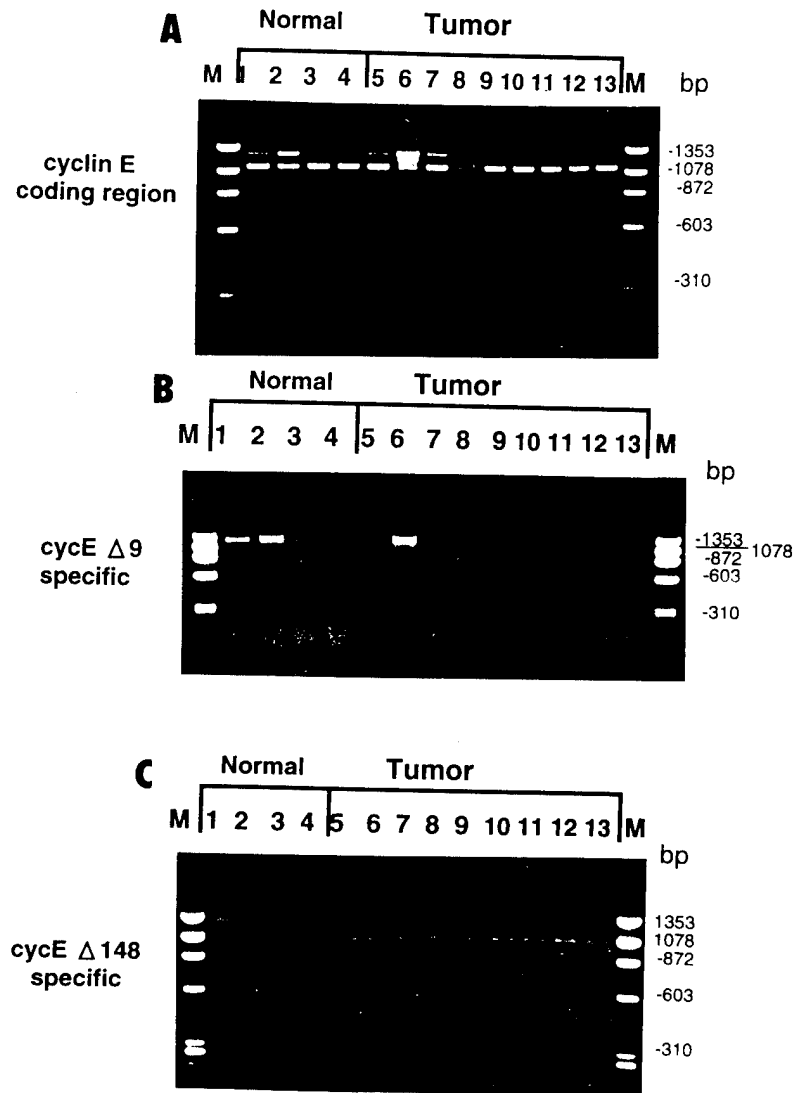 A
Normal Tumor
M 1 2 3 4 5 6 7 8 9 10 11 12 13 M bp
cyclin E
coding region
-1353
-1078
-872
-603
-310
B
Normal Tumor
M 1 2 3 4 5 6 7 8 9 10 11 12 13 M
bp
cycE Δ9
specific
-1353
1078
-872
-603
-310
C
Normal Tumor
M 1 2 3 4 5 6 7 8 9 10 11 12 13 M
bp
cycE Δ148
specific
1353
1078
-872
-603
-310